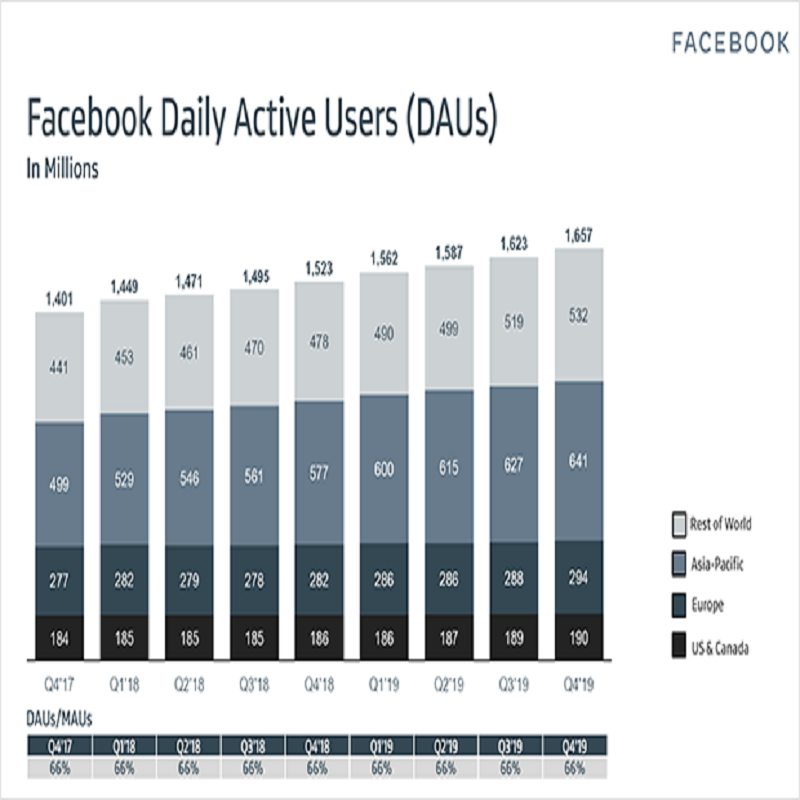 FACEBOOK
Facebook Daily Active Users (DAUs)
In Millions
1,401 1,449 1,471 1,495 1,523 1,562 1,587 1,623 1,657
441 453 461 470 478 490 499 519 532
499 529 546 561 577 600 615 627 641
277 282 279 278 282 286 286 288 294
184 185 185 185 186 186 187 189 190
Q4'17 Q1'18 Q2'18 Q3'18 Q4'18 Q1'19 Q2'19 Q3'19 Q4'19
Rest of World
Asia-Pacific
Europe
US & Canada
DAUs/MAUs
Q4'17 Q1'18 Q2'18 Q3'18 Q4'18 Q1'19 Q2'19 Q3'19 Q4'19
66% 66% 66% 66% 66% 66% 66% 66% 66%